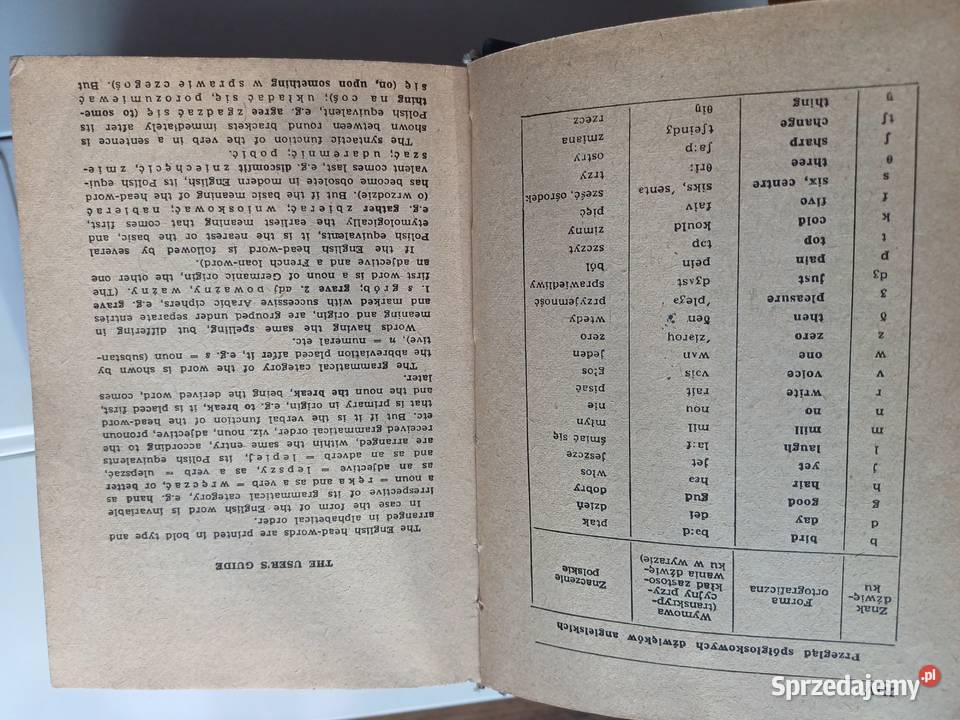 Przegląd spółgłoskowych dźwięków angielskich
Znak dźwię-ku | Forma ortograficzna | Wymowa (transkryp-cyjny przy-kład zastoso-wania dźwię-ku w wyrazie) | Znaczenie polskie
b bird bə:d ptak
d day dei dzień
g good gud dobry
h hair hɛə włos
j yet jet jeszcze
l laugh la:f śmiać się
m mill mil młyn
n no nou nie
r write rait pisać
v voice vɔis głos
w one wʌn jeden
z zero ˈziərou zero
ð then ðen wtedy
ʒ pleasure ˈpleʒə przyjemność
dʒ just dʒʌst sprawiedliwy
p pain pein ból
t top tɔp szczyt
k cold kould zimny
f five faiv pięć
s six, centre siks, ˈsentə sześć, ośrodek
θ three θri: trzy
ʃ sharp ʃa:p ostry
tʃ change tʃeindʒ zmiana
ŋ thing θiŋ rzecz
THE USER'S GUIDE
The English head-words are printed in bold type and
arranged in alphabetical order.
In case the form of the English word is invariable
irrespective of its grammatical category, e.g. hand as
a noun = ręka and as a verb = wręczać, or better
as an adjective = lepszy, as a verb = ulepszać,
and as an adverb = lepiej, its Polish equivalents
are arranged, within the same entry, according to the
received grammatical order, viz. noun, adjective, pronoun
etc. But if it is the verbal function of the head-word
that is primary in origin, e.g. to break, it is placed first,
and the noun the break, being the derived word, comes
later.
The grammatical category of the word is shown by
the abbreviation placed after it, e.g. s = noun (substan-
tive), n = numeral etc.
Words having the same spelling, but differing in
meaning and origin, are grouped under separate entries
and marked with successive Arabic ciphers, e.g. grave
1. s grób; grave 2. adj poważny, ważny. (The
first word is a noun of Germanic origin, the other one
an adjective and a French loan-word).
If the English head-word is followed by several
Polish equivalents, it is the nearest or the basic, and
etymologically the earliest meaning that comes first,
e.g. gather zbierać; wnioskować; nabierać
(o wrzodzie). But if the basic meaning of the head-word
has become obsolete in modern English, its Polish equi-
valent comes last, e.g. discomfit zniechęcić, zmie-
szać; udaremnić; pobić.
The syntactic function of the verb in a sentence is
shown between round brackets immediately after its
Polish equivalent, e.g. agree zgadzać się (to some-
thing na coś); układać się, porozumiewać
się (on, upon something w sprawie czegoś). But
Sprzedajemy.pl